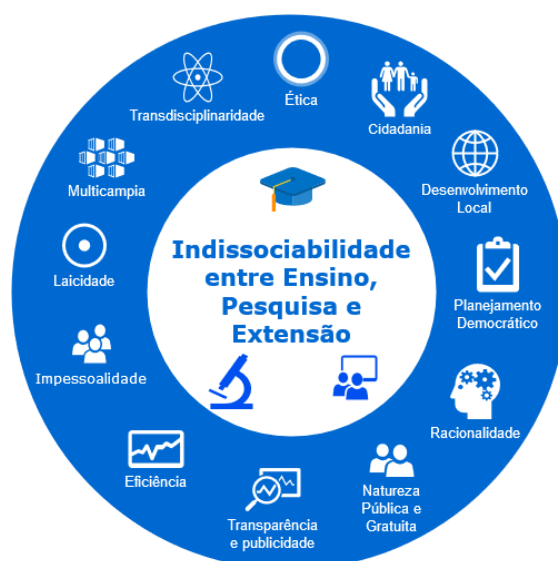 Ética
Cidadania
Desenvolvimento
Local
Planejamento
Democrático
Racionalidade
Natureza
Pública e
Gratuita
Transparência
e publicidade
Eficiência
Impessoalidade
Laicidade
Multicampia
Transdisciplinaridade
Indissociabilidade
entre Ensino,
Pesquisa e
Extensão